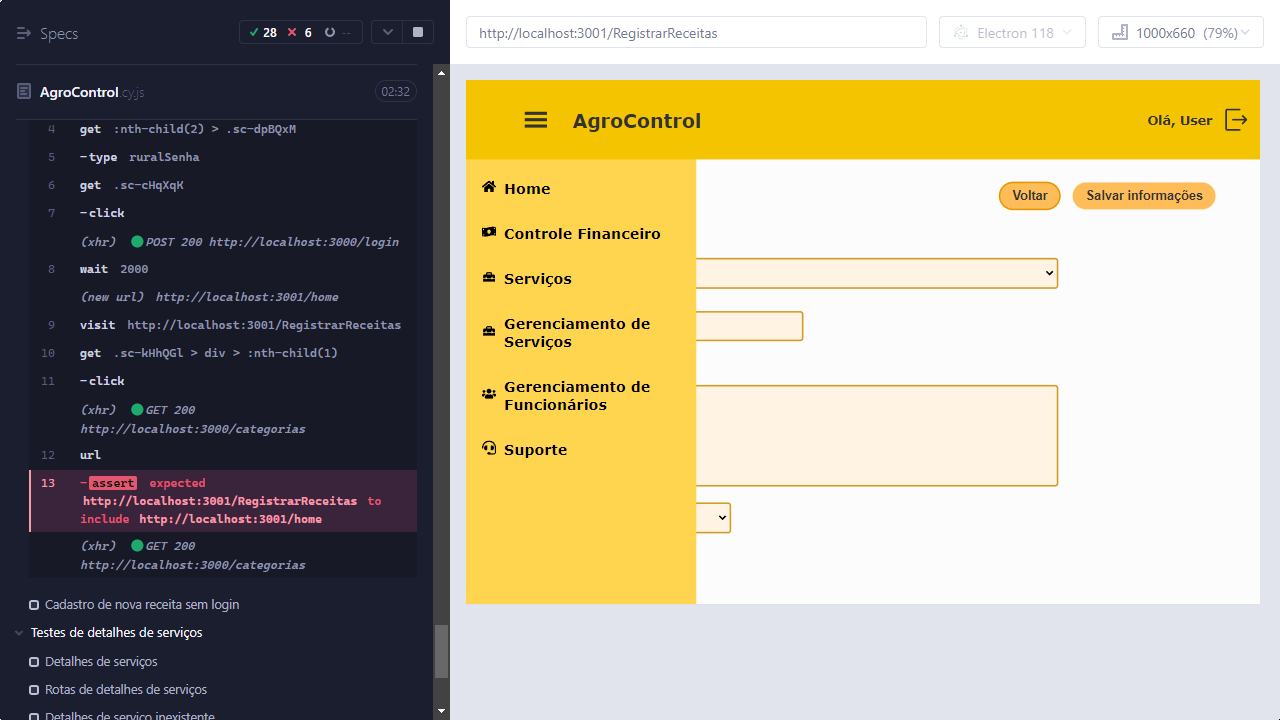 Specs
28
6
--
AgroControl.cy.js
02:32
4 get :nth-child(2) > .sc-dpBQxM
5 -type ruralSenha
6 get .sc-cHqXqK
7 -click
(xhr) POST 200 http://localhost:3000/login
8 wait 2000
(new url) http://localhost:3001/home
9 visit http://localhost:3001/RegistrarReceitas
10 get .sc-kHhQGl > div > :nth-child(1)
11 -click
(xhr) GET 200
http://localhost:3000/categorias
12 url
13 -assert expected
http://localhost:3001/RegistrarReceitas to
include http://localhost:3001/home
(xhr) GET 200
http://localhost:3000/categorias
Cadastro de nova receita sem login
Testes de detalhes de serviços
Detalhes de serviços
Rotas de detalhes de serviços
Detalhes de serviço inexistente
http://localhost:3001/RegistrarReceitas
Electron 118
1000x660 (79%)
AgroControl
Olá, User
Home
Controle Financeiro
Serviços
Gerenciamento de
Serviços
Gerenciamento de
Funcionários
Suporte
Voltar
Salvar informações